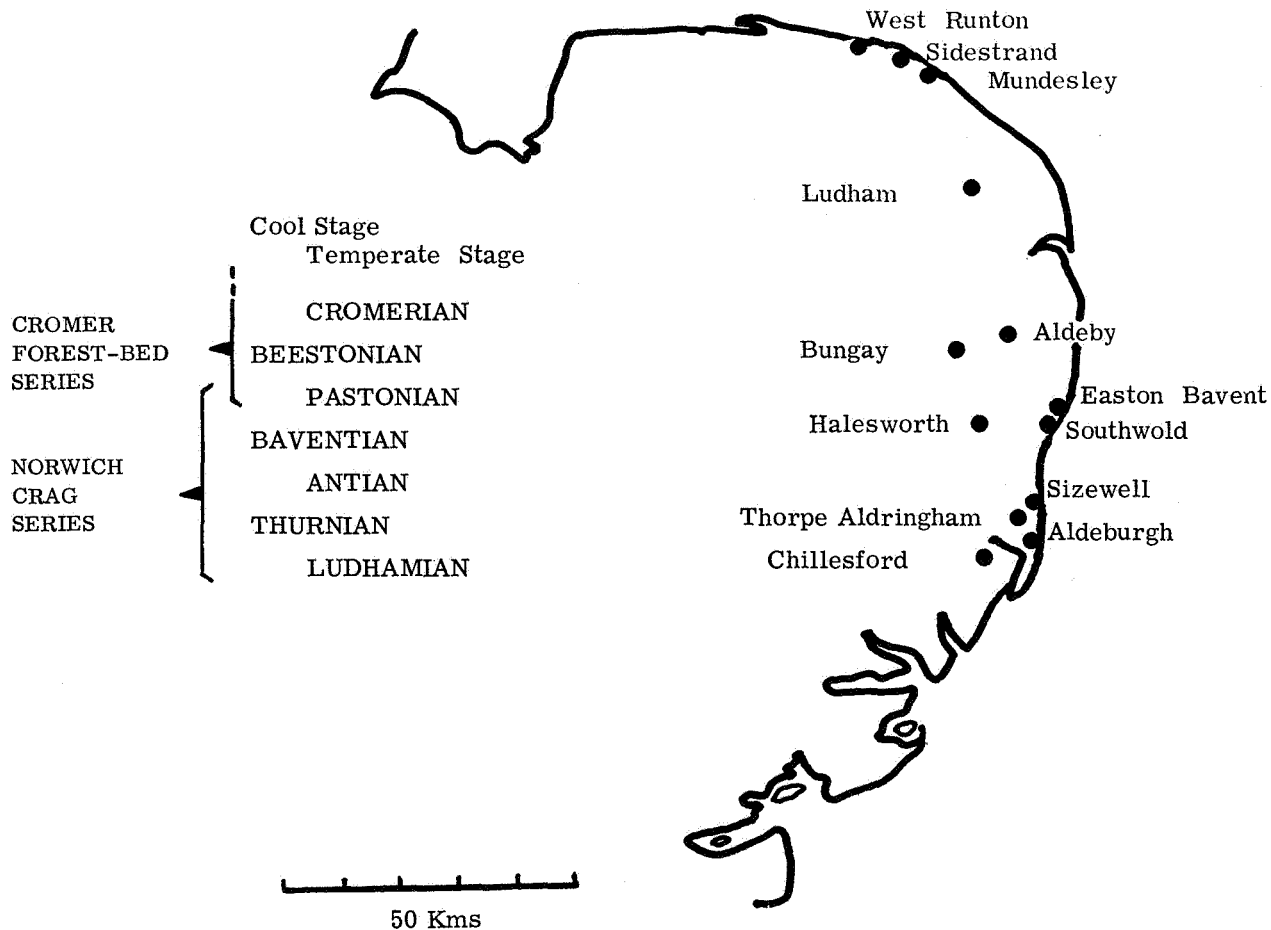 West Runton
Sidestrand
Mundesley
Ludham
Cool Stage
Temperate Stage
CROMERIAN
BEESTONIAN
PASTONIAN
BAVENTIAN
ANTIAN
THURNIAN
LUDHAMIAN
CROMER
FOREST-BED
SERIES
NORWICH
CRAG
SERIES
Aldeby
Bungay
Easton Bavent
Halesworth
Southwold
Sizewell
Thorpe Aldringham
Aldeburgh
Chillesford
50 Kms